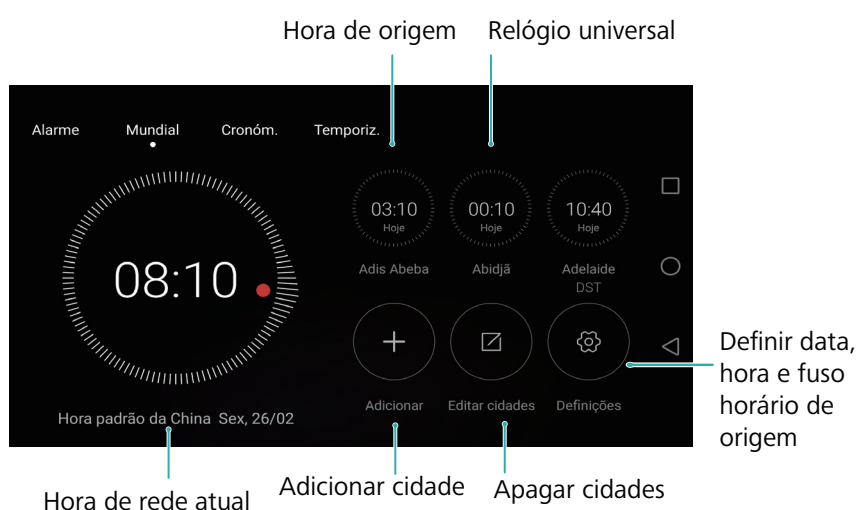 Hora de origem
Relógio universal
Alarme
Mundial
Cronóm.
Temporiz.
03:10
Hoje
00:10
Hoje
10:40
Hoje
Adis Abeba
Abidjã
Adelaide
DST
08:10
Adicionar
Editar cidades
Definições
Hora padrão da China Sex, 26/02
Definir data,
hora e fuso
horário de
origem
Hora de rede atual
Adicionar cidade
Apagar cidades